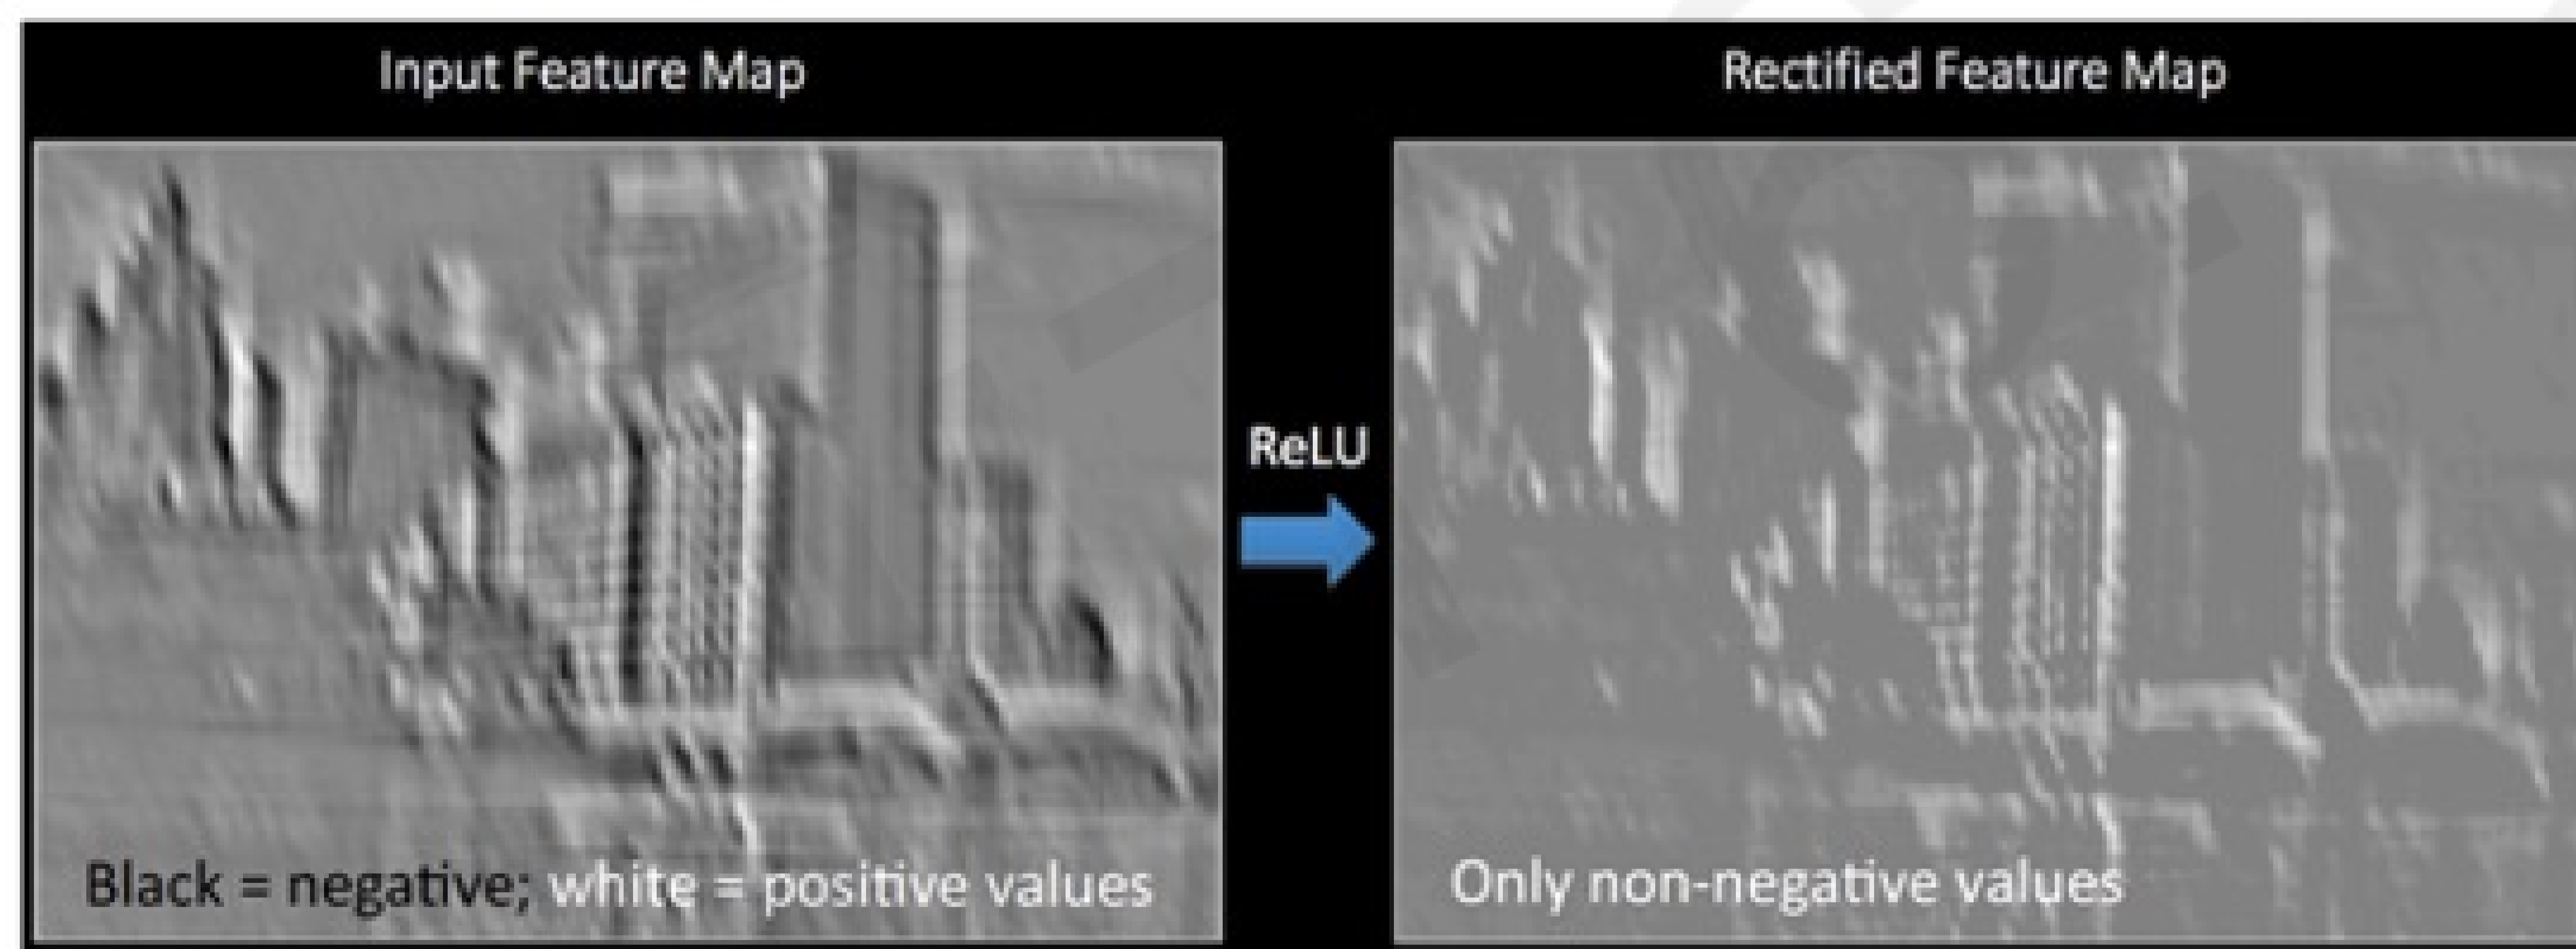 Input Feature Map
Rectified Feature Map
ReLU
Black = negative; white = positive values
Only non-negative values